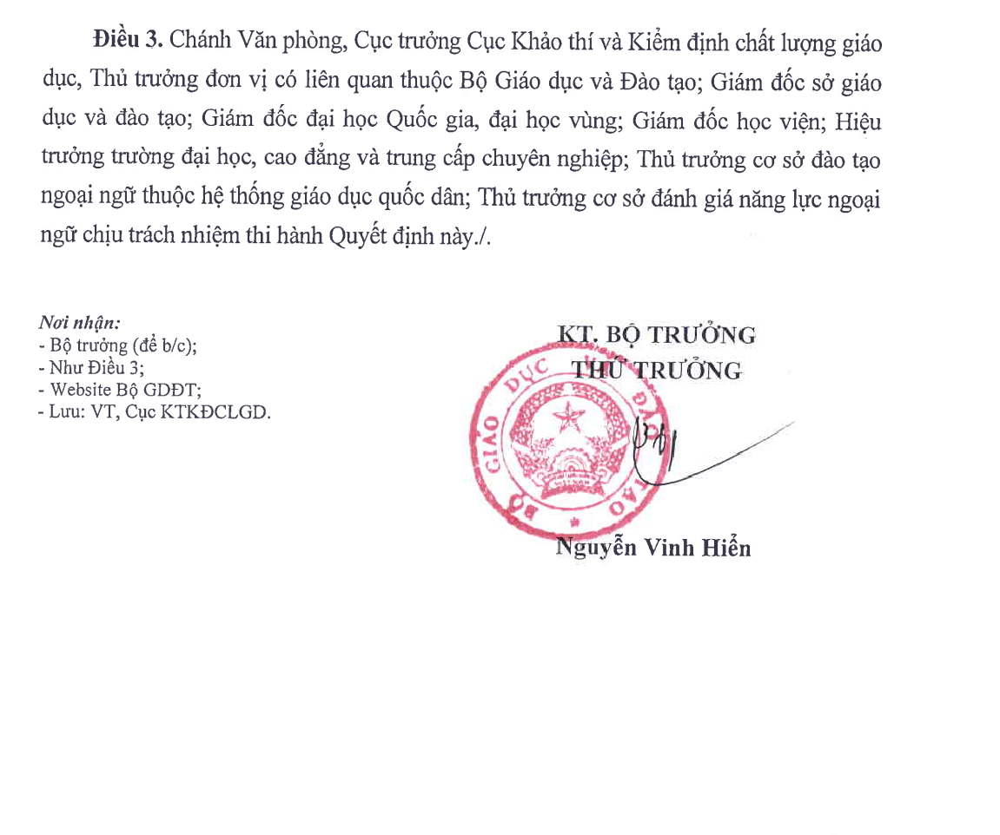 Điều 3. Chánh Văn phòng, Cục trưởng Cục Khảo thí và Kiểm định chất lượng giáo
dục, Thủ trưởng đơn vị có liên quan thuộc Bộ Giáo dục và Đào tạo; Giám đốc sở giáo
dục và đào tạo; Giám đốc đại học Quốc gia, đại học vùng; Giám đốc học viện; Hiệu
trưởng trường đại học, cao đẳng và trung cấp chuyên nghiệp; Thủ trưởng cơ sở đào tạo
ngoại ngữ thuộc hệ thống giáo dục quốc dân; Thủ trưởng cơ sở đánh giá năng lực ngoại
ngữ chịu trách nhiệm thi hành Quyết định này./.
Nơi nhận:
- Bộ trưởng (để b/c);
- Như Điều 3;
- Website Bộ GDĐT;
- Lưu: VT, Cục KTKĐCLGD.
KT. BỘ TRƯỞNG
THỨ TRƯỞNG
BỘ GIÁO DỤC VÀ ĐÀO TẠO
Nguyễn Vinh Hiển